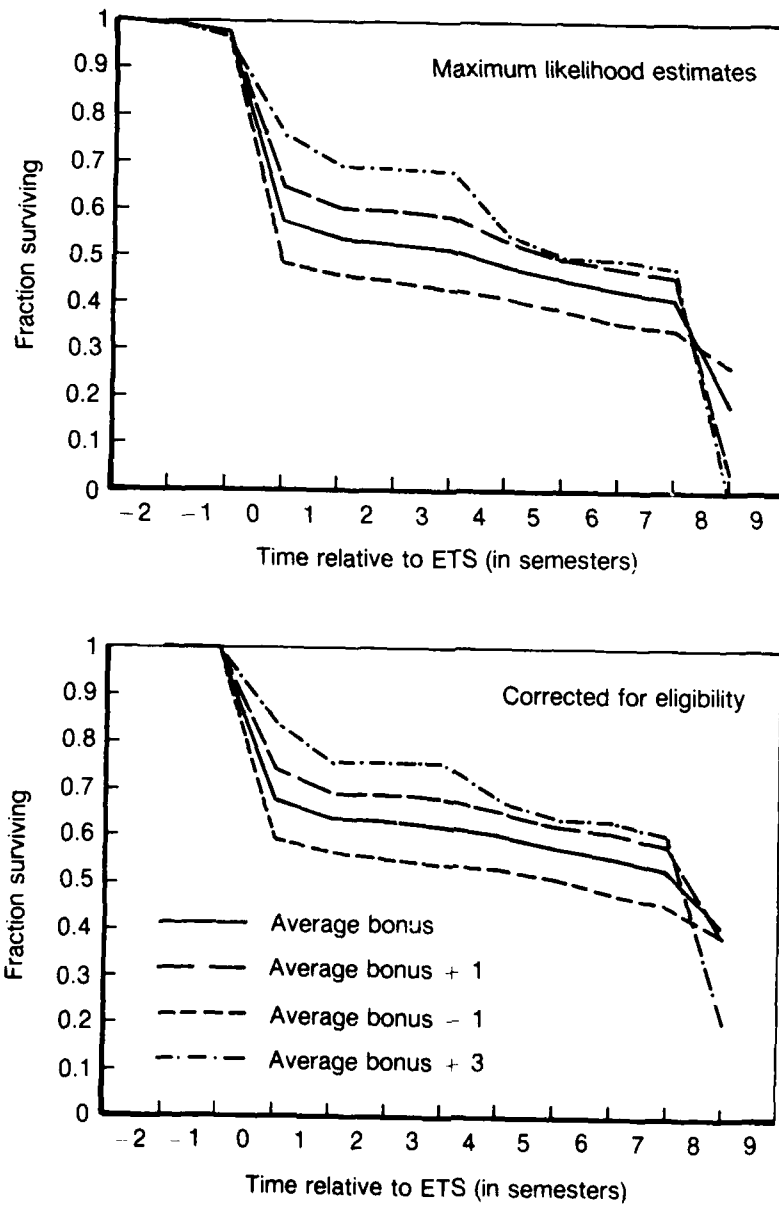 Maximum likelihood estimates
Fraction surviving
1
0.9
0.8
0.7
0.6
0.5
0.4
0.3
0.2
0.1
0
−2 −1 0 1 2 3 4 5 6 7 8 9
Time relative to ETS (in semesters)
Corrected for eligibility
Fraction surviving
1
0.9
0.8
0.7
0.6
0.5
0.4
0.3
0.2
0.1
0
Average bonus
Average bonus + 1
Average bonus − 1
Average bonus + 3
−2 −1 0 1 2 3 4 5 6 7 8 9
Time relative to ETS (in semesters)